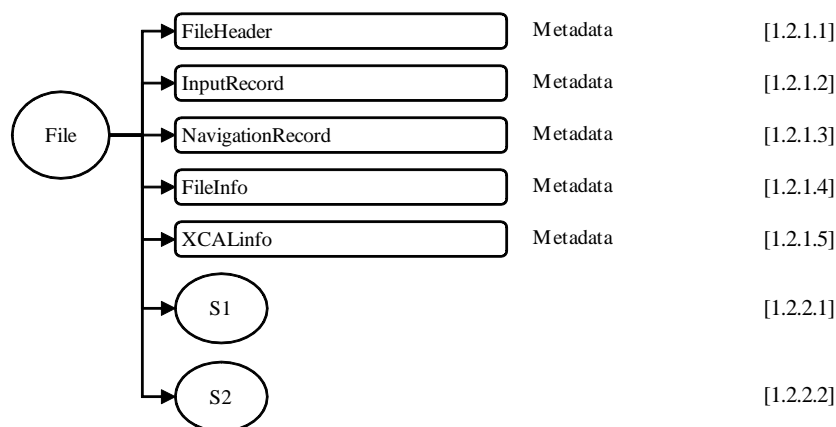 FileHeader Metadata [1.2.1.1]
InputRecord Metadata [1.2.1.2]
File
NavigationRecord Metadata [1.2.1.3]
FileInfo Metadata [1.2.1.4]
XCALinfo Metadata [1.2.1.5]
S1 [1.2.2.1]
S2 [1.2.2.2]